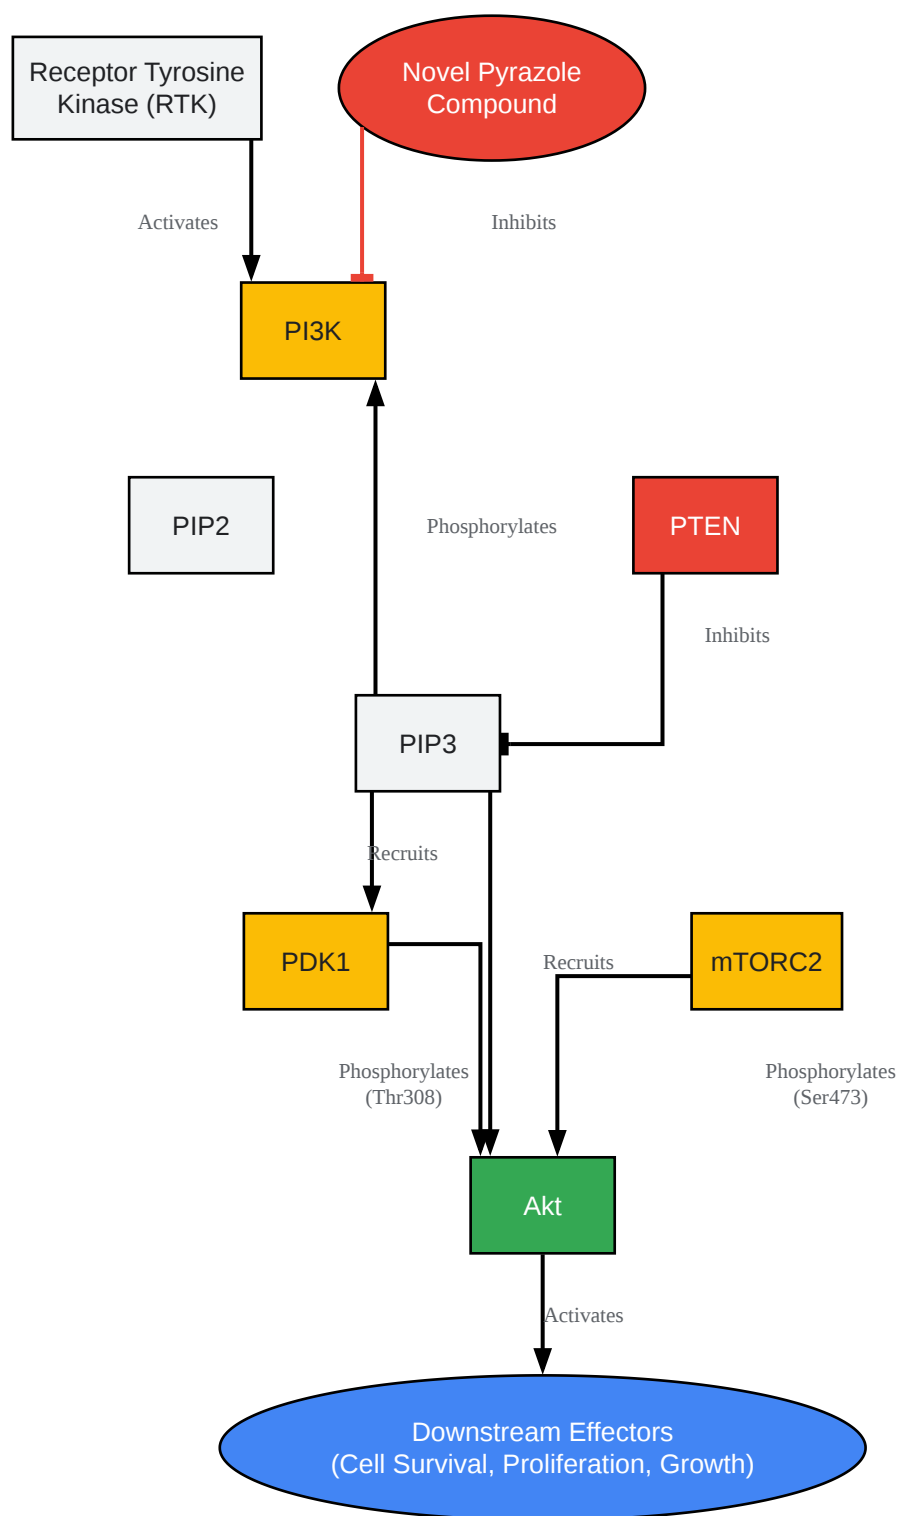 Receptor Tyrosine
Kinase (RTK)
Novel Pyrazole
Compound
Activates
Inhibits
PI3K
PIP2
Phosphorylates
PTEN
Inhibits
PIP3
Recruits
PDK1
Recruits
mTORC2
Phosphorylates
(Thr308)
Phosphorylates
(Ser473)
Akt
Activates
Downstream Effectors
(Cell Survival, Proliferation, Growth)